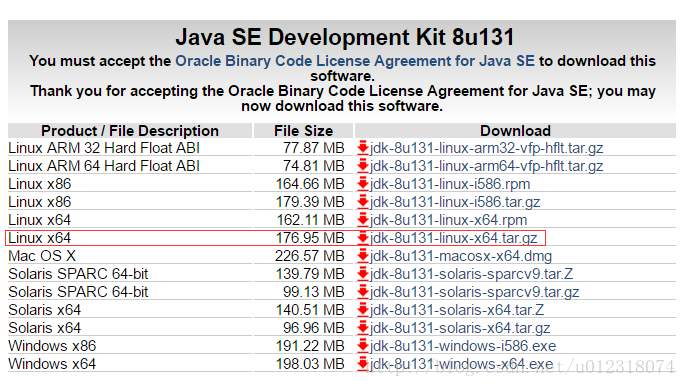 Java SE Development Kit 8u131
You must accept the Oracle Binary Code License Agreement for Java SE to download this
software.
Thank you for accepting the Oracle Binary Code License Agreement for Java SE; you may
now download this software.
Product / File Description File Size Download
Linux ARM 32 Hard Float ABI 77.87 MB jdk-8u131-linux-arm32-vfp-hflt.tar.gz
Linux ARM 64 Hard Float ABI 74.81 MB jdk-8u131-linux-arm64-vfp-hflt.tar.gz
Linux x86 164.66 MB jdk-8u131-linux-i586.rpm
Linux x86 179.39 MB jdk-8u131-linux-i586.tar.gz
Linux x64 162.11 MB jdk-8u131-linux-x64.rpm
Linux x64 176.95 MB jdk-8u131-linux-x64.tar.gz
Mac OS X 226.57 MB jdk-8u131-macosx-x64.dmg
Solaris SPARC 64-bit 139.79 MB jdk-8u131-solaris-sparcv9.tar.Z
Solaris SPARC 64-bit 99.13 MB jdk-8u131-solaris-sparcv9.tar.gz
Solaris x64 140.51 MB jdk-8u131-solaris-x64.tar.Z
Solaris x64 96.96 MB jdk-8u131-solaris-x64.tar.gz
Windows x86 191.22 MB jdk-8u131-windows-i586.exe
Windows x64 198.03 MB jdk-8u131-windows-x64.exe
http://blog.csdn.net/u012318074